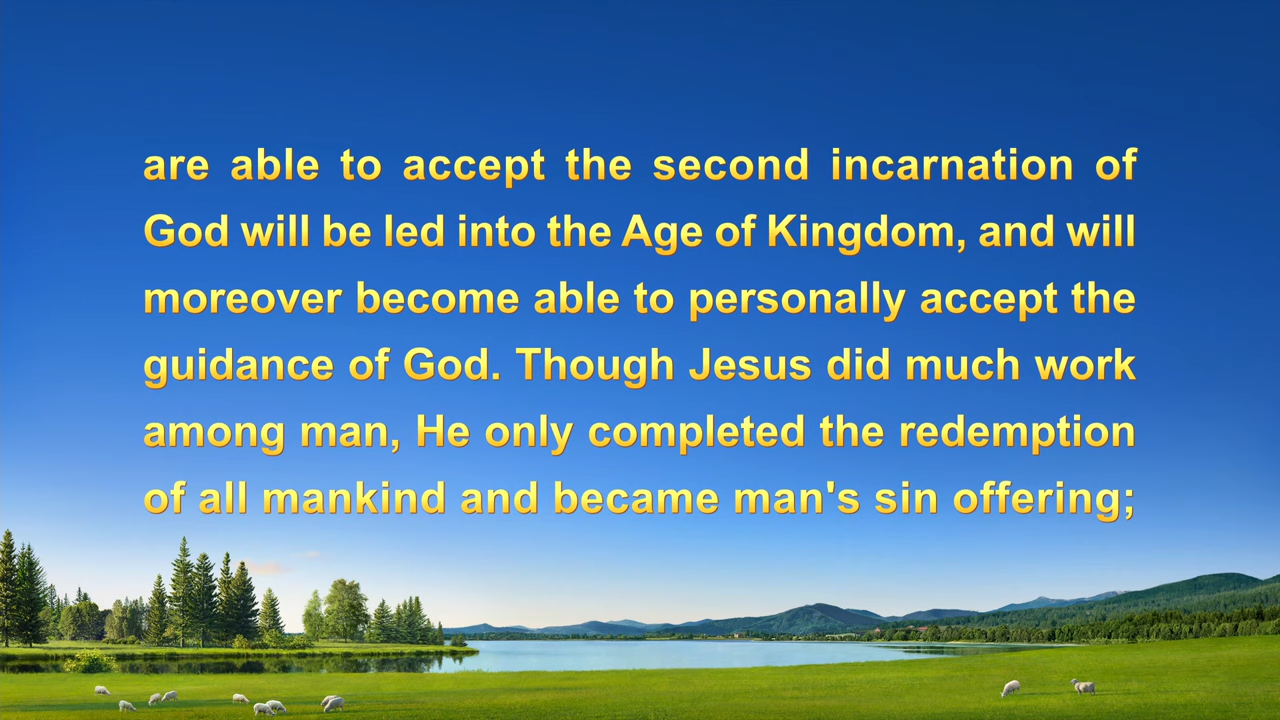 are able to accept the second incarnation of
God will be led into the Age of Kingdom, and will
moreover become able to personally accept the
guidance of God. Though Jesus did much work
among man, He only completed the redemption
of all mankind and became man's sin offering;